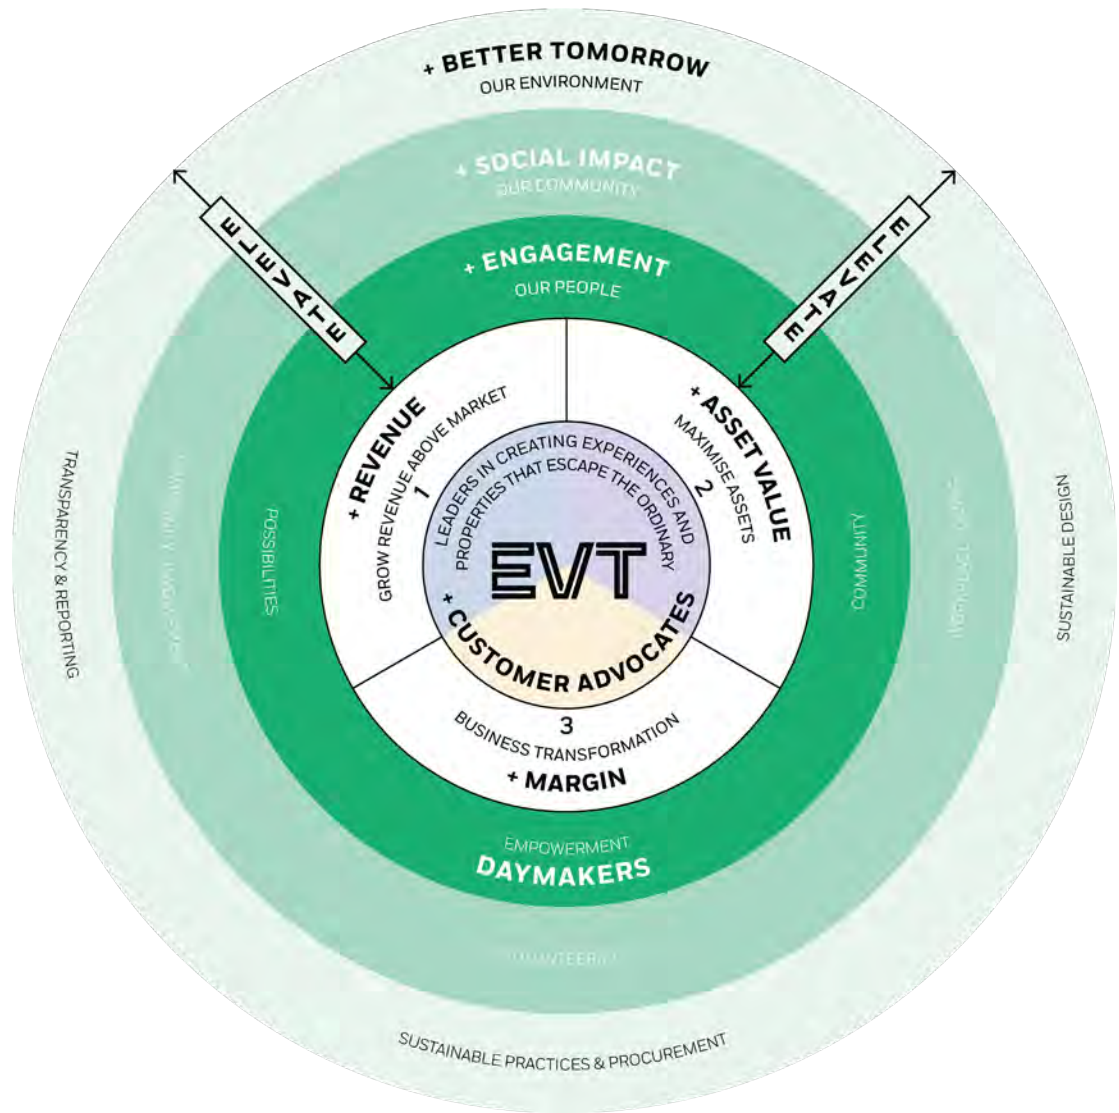 + BETTER TOMORROW
OUR ENVIRONMENT
+ SOCIAL IMPACT
OUR COMMUNITY
+ ENGAGEMENT
OUR PEOPLE
ELEVATE
ELEVATE
+ REVENUE
GROW REVENUE ABOVE MARKET
1
+ ASSET VALUE
MAXIMISE ASSETS
2
LEADERS IN CREATING EXPERIENCES AND
PROPERTIES THAT ESCAPE THE ORDINARY
EVT
+ CUSTOMER ADVOCATES
3
BUSINESS TRANSFORMATION
+ MARGIN
TRANSPARENCY & REPORTING
POSSIBILITIES
COMMUNITY
SUSTAINABLE DESIGN
EMPOWERMENT
DAYMAKERS
SUSTAINABLE PRACTICES & PROCUREMENT